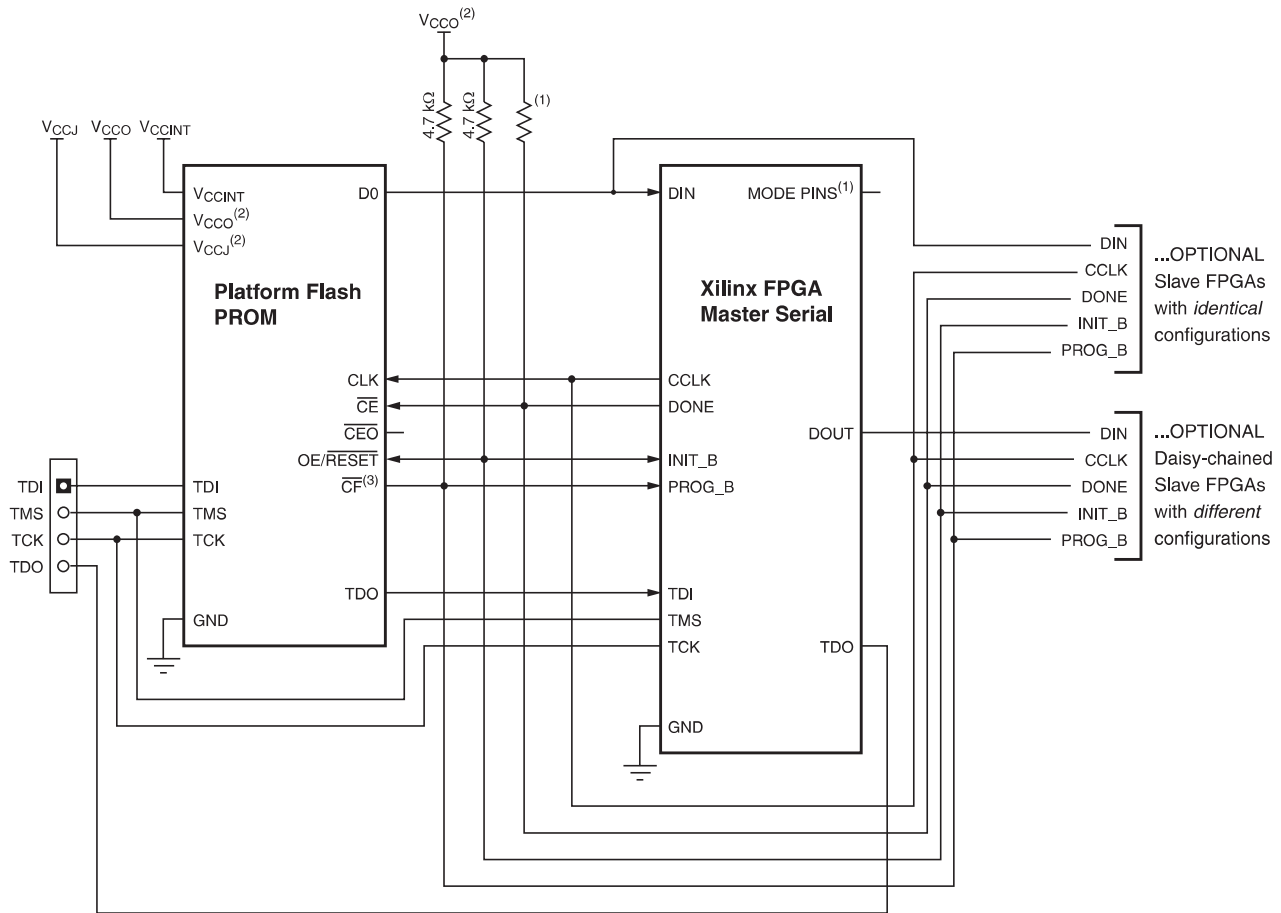 VCCO(2)
4.7 kΩ
4.7 kΩ
(1)
VCCJ VCCO VCCINT
VCCINT
VCCO(2)
VCCJ(2)
D0
Platform Flash
PROM
CLK
CE
CEO
OE/RESET
CF(3)
TDI
TMS
TCK
TDO
GND
TDI
TMS
TCK
TDO
DIN
MODE PINS(1)
Xilinx FPGA
Master Serial
CCLK
DONE
DOUT
INIT_B
PROG_B
TDI
TMS
TCK
TDO
GND
DIN
CCLK
DONE
INIT_B
PROG_B
...OPTIONAL
Slave FPGAs
with identical
configurations
DIN
CCLK
DONE
INIT_B
PROG_B
...OPTIONAL
Daisy-chained
Slave FPGAs
with different
configurations